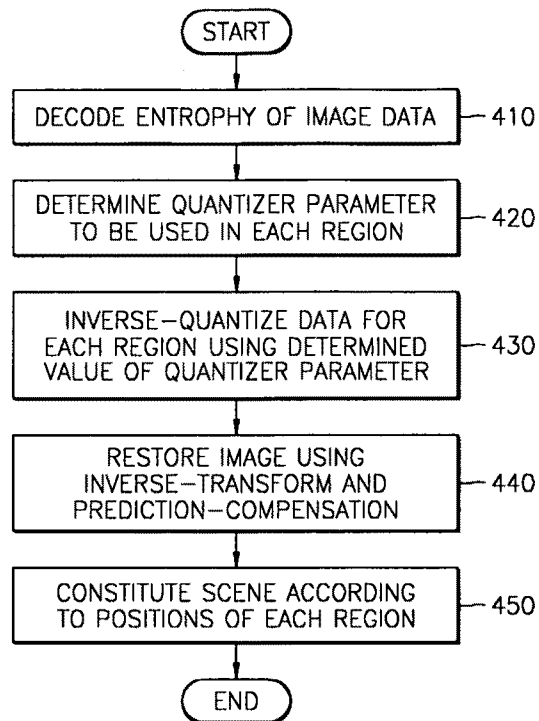 START
DECODE ENTROPHY OF IMAGE DATA
410
DETERMINE QUANTIZER PARAMETER
TO BE USED IN EACH REGION
420
INVERSE-QUANTIZE DATA FOR
EACH REGION USING DETERMINED
VALUE OF QUANTIZER PARAMETER
430
RESTORE IMAGE USING
INVERSE-TRANSFORM AND
PREDICTION-COMPENSATION
440
CONSTITUTE SCENE ACCORDING
TO POSITIONS OF EACH REGION
450
END